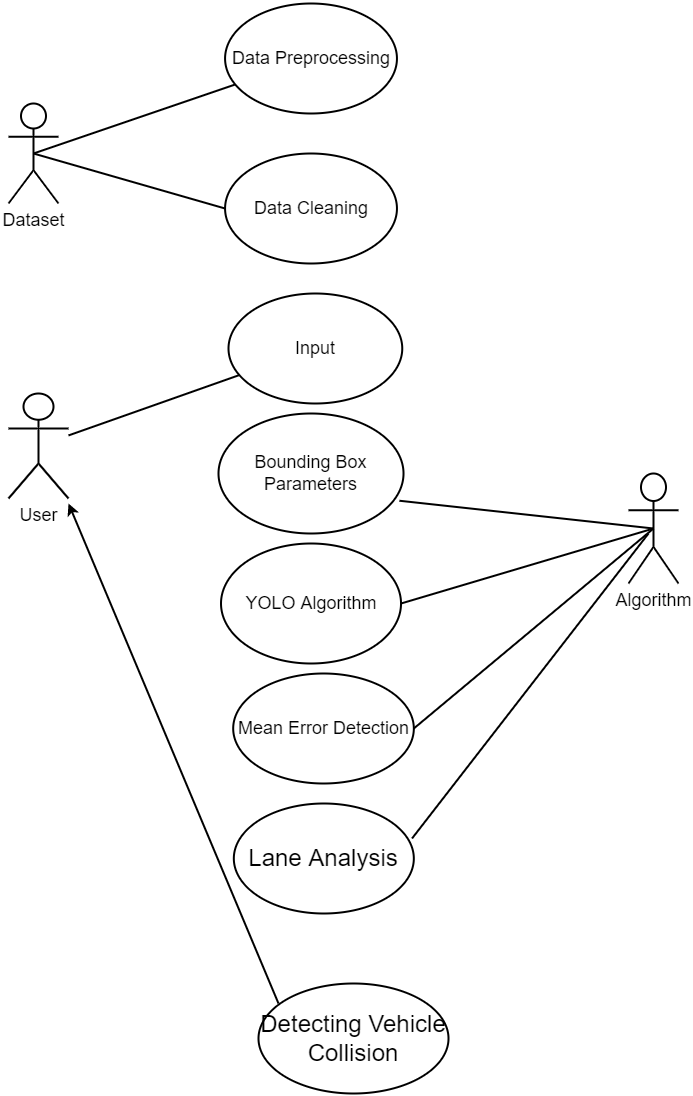 Data Preprocessing
Dataset
Data Cleaning
Input
User
Bounding Box
Parameters
Algorithm
YOLO Algorithm
Mean Error Detection
Lane Analysis
Detecting Vehicle
Collision